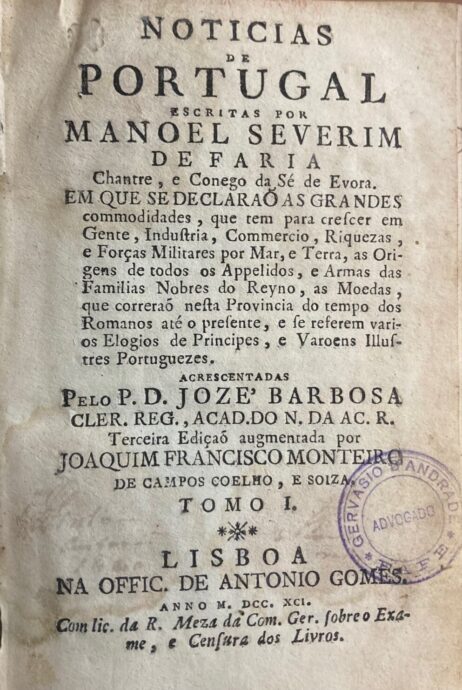 NOTICIAS
DE
PORTUGAL
ESCRITAS POR
MANOEL SEVERIM
DE FARIA
Chantre, e Conego da Sé de Evora.
EM QUE SE DECLARAÕ AS GRANDES
commodidades, que tem para creſcer em
Gente, Induſtria, Commercio, Riquezas,
e Forças Militares por Mar, e Terra, as Ori-
gens de todos os Appelidos, e Armas das
Familias Nobres do Reyno, as Moedas,
que correraõ neſta Provincia do tempo dos
Romanos até o preſente, e ſe referem vari-
os Elogios de Principes, e Varoens Illuſ-
tres Portuguezes.
ACRESCENTADAS
PELO P. D. JOZE' BARBOSA
CLER. REG., ACAD. DO N. DA AC. R.
Terceira Ediçaõ augmentada por
JOAQUIM FRANCISCO MONTEIRO
DE CAMPOS COELHO, E SOIZA.
TOMO I.
LISBOA
NA OFFIC. DE ANTONIO GOMES.
ANNO M. DCC. XCI.
Com lic. da R. Meza da Com. Ger. ſobre o Exa-
me, e Cenſura dos Livros.
GERVASIO D'ANDRADE
ADVOGADO
* FAFE *